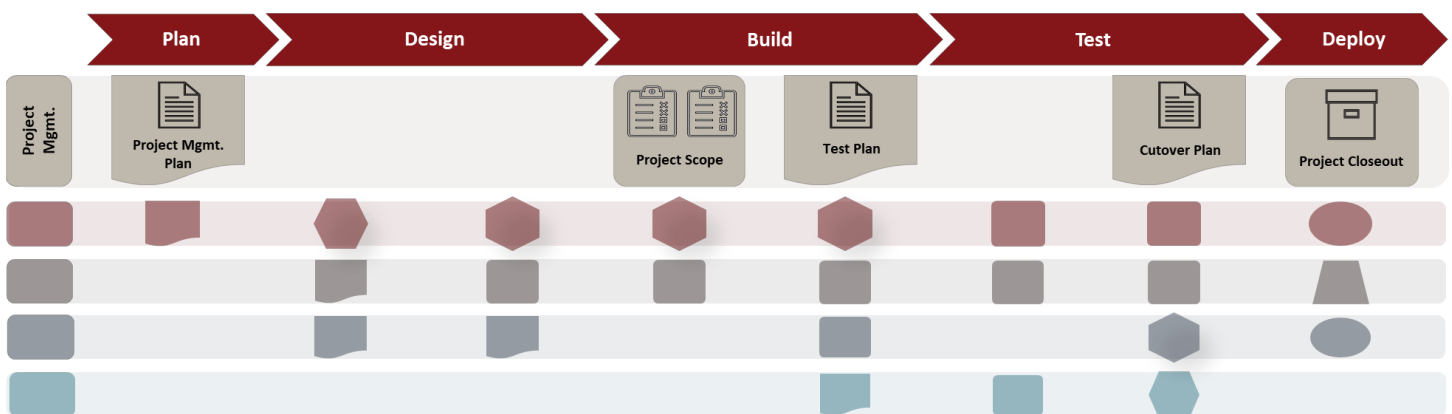 Plan
Design
Build
Test
Deploy
Project
Mgmt.
Project Mgmt.
Plan
Project Scope
Test Plan
Cutover Plan
Project Closeout